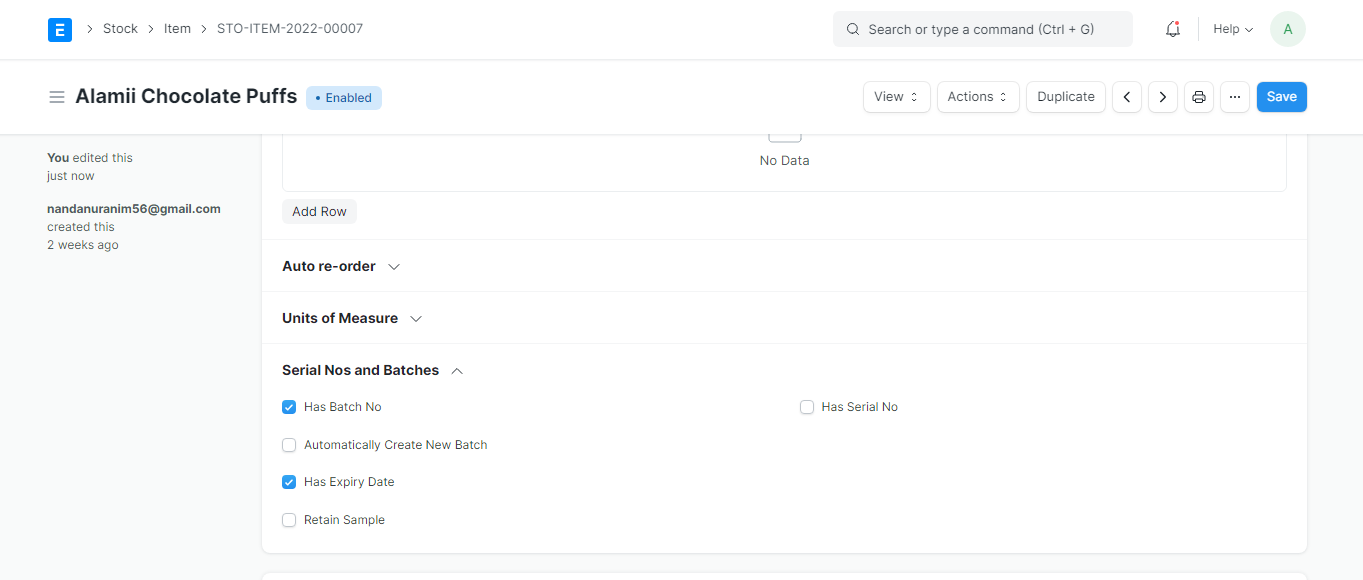 E
Stock
Item
STO-ITEM-2022-00007
Search or type a command (Ctrl + G)
Help
A
Alamii Chocolate Puffs
Enabled
View
Actions
Duplicate
Save
You edited this
just now
nandanuranim56@gmail.com
created this
2 weeks ago
No Data
Add Row
Auto re-order
Units of Measure
Serial Nos and Batches
Has Batch No
Has Serial No
Automatically Create New Batch
Has Expiry Date
Retain Sample